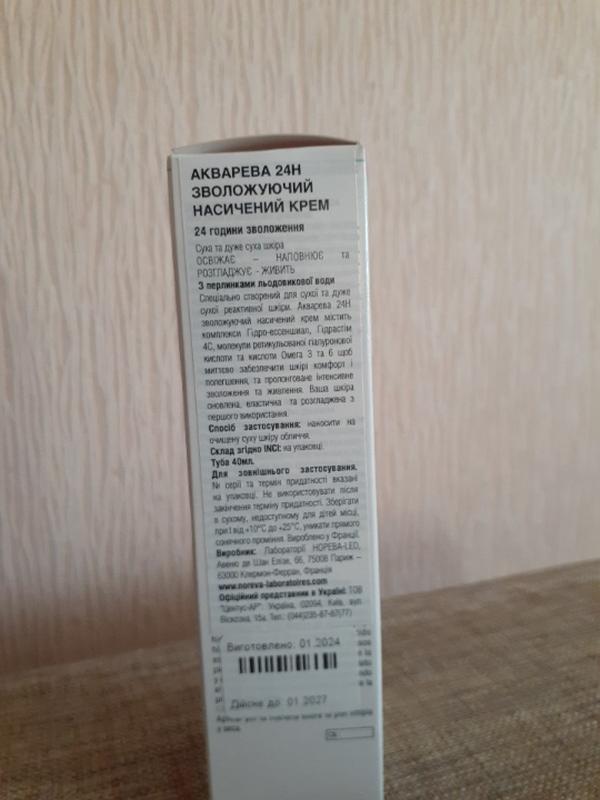 АКВАРЕВА 24Н
ЗВОЛОЖУЮЧИЙ
НАСИЧЕНИЙ КРЕМ
24 години зволоження
Суха та дуже суха шкіра
ОСВІЖАЄ – НАПОВНЮЄ та
РОЗГЛАДЖУЄ - ЖИВИТЬ
З перлинками льодовикової води
Спеціально створений для сухої та дуже
сухої реактивної шкіри. Акварева 24Н
зволожуючий насичений крем містить
комплекси Гідро-ессеншиал, Гідрастім
4С, молекули ретикульованої гіалуронової
кислоти та кислоти Омега 3 та 6 щоб
миттєво забезпечити шкірі комфорт і
полегшення, та пролонговане інтенсивне
зволоження та живлення. Ваша шкіра
оновлена, еластична та розгладжена з
першого використання.
Спосіб застосування: наносити на
очищену суху шкіру обличчя.
Склад згідно INCI: на упаковці.
Туба 40мл.
Для зовнішнього застосування.
№ серії та термін придатності вказані
на упаковці. Не використовувати після
закінчення терміну придатності. Зберігати
в сухому, недоступному для дітей місці,
при t від +10°С до +25°С, уникати прямого
сонячного проміння. Вироблено у Франції.
Виробник: Лабораторії НОРЕВА-LED,
Авеню де Шан Елізе, 66, 75008 Париж –
63000 Клермон-Ферран, Франція
www.noreva-laboratoires.com
Офіційний представник в Україні: ТОВ
Україна, 02094, Київ, вул.
15а. Тел.:
Виготовлено: 01.2024
Дійсне до: 01.2027